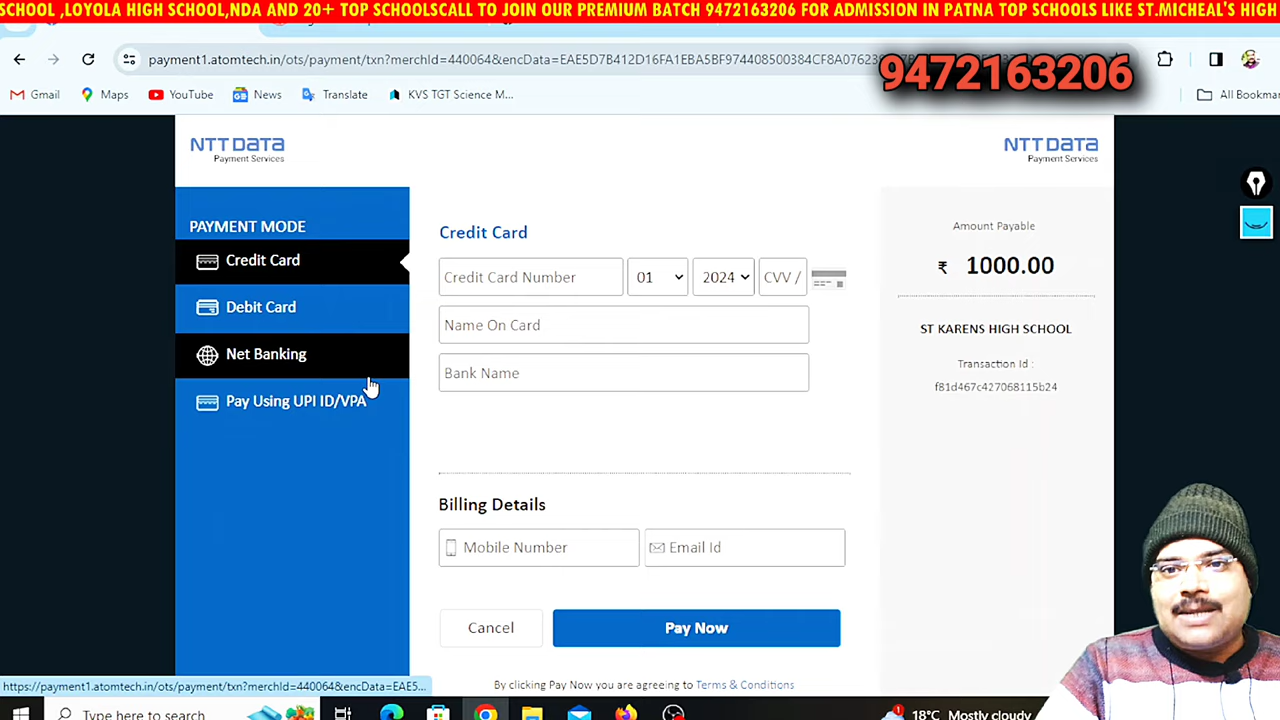 SCHOOL ,LOYOLA HIGH SCHOOL,NDA AND 20+ TOP SCHOOLSCALL TO JOIN OUR PREMIUM BATCH 9472163206 FOR ADMISSION IN PATNA TOP SCHOOLS LIKE ST.MICHEAL'S HIGH
payment1.atomtech.in/ots/payment/txn?merchId=440064&encData=EAE5D7B412D16FA1EBA5BF974408500384CF8A0762
9472163206
Gmail Maps YouTube News Translate KVS TGT Science M... All Bookmar
NTT DATA
Payment Services
NTT DATA
Payment Services
PAYMENT MODE
Credit Card
Debit Card
Net Banking
Pay Using UPI ID/VPA
Credit Card
Credit Card Number 01 2024 CVV /
Name On Card
Bank Name
Billing Details
Mobile Number Email Id
Cancel Pay Now
By clicking Pay Now you are agreeing to Terms & Conditions
Amount Payable
₹ 1000.00
ST KARENS HIGH SCHOOL
Transaction Id :
f81d467c427068115b24
https://payment1.atomtech.in/ots/payment/txn?merchId=440064&encData=EAE5...
Type here to search 18°C Mostly cloudy